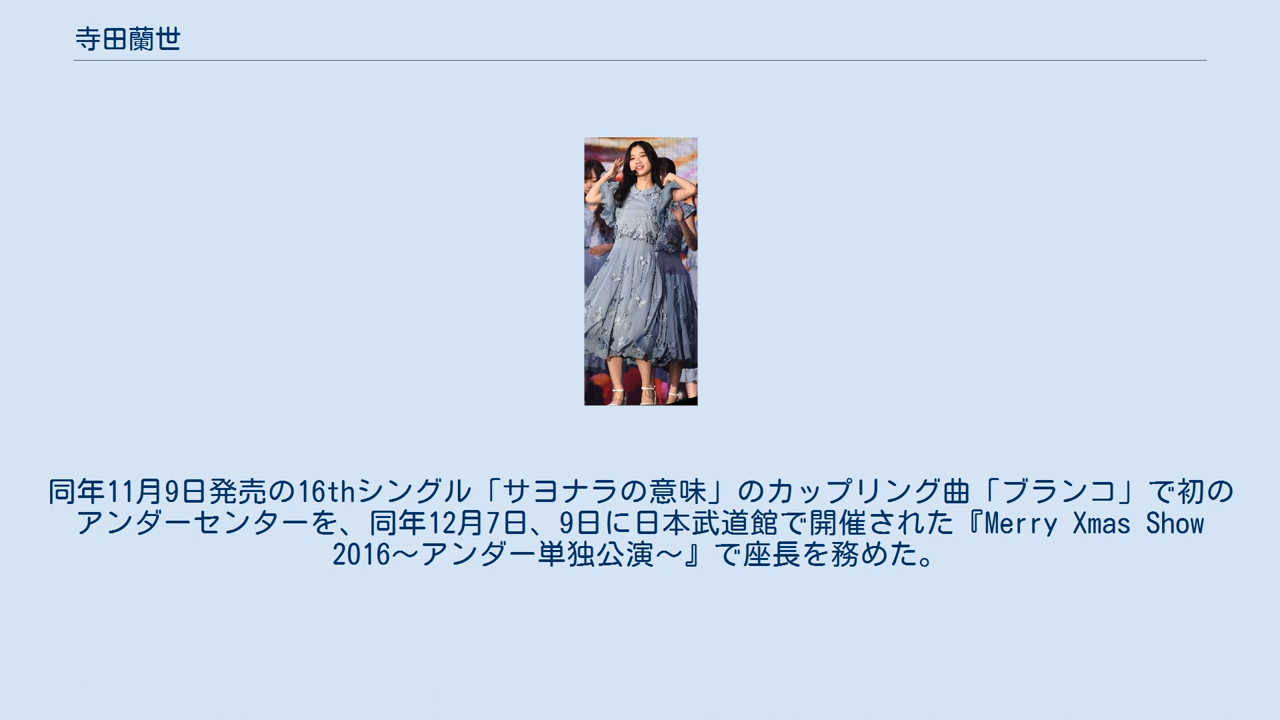 寺田蘭世
同年11月9日発売の16thシングル「サヨナラの意味」のカップリング曲「ブランコ」で初の
アンダーセンターを、同年12月7日、9日に日本武道館で開催された『Merry Xmas Show
2016〜アンダー単独公演〜』で座長を務めた。